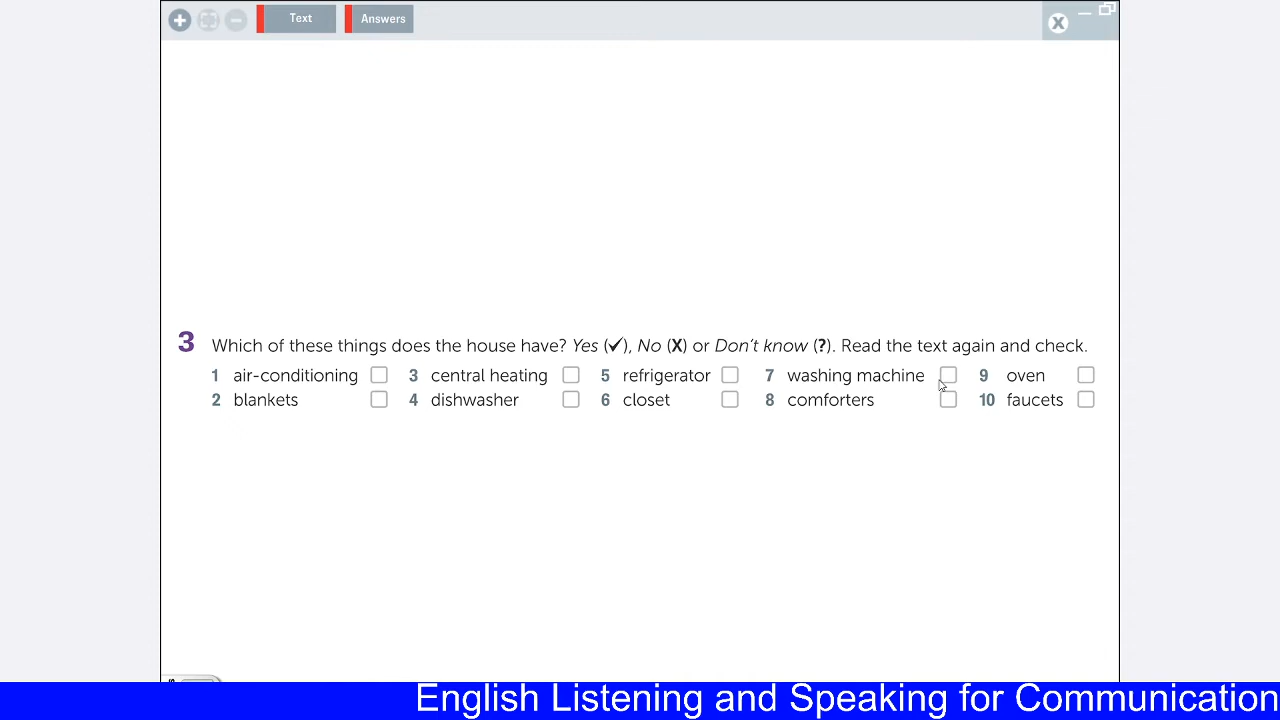 Text
Answers
3 Which of these things does the house have? Yes (✓), No (X) or Don't know (?). Read the text again and check.
1 air-conditioning 3 central heating 5 refrigerator 7 washing machine 9 oven
2 blankets 4 dishwasher 6 closet 8 comforters 10 faucets
English Listening and Speaking for Communication